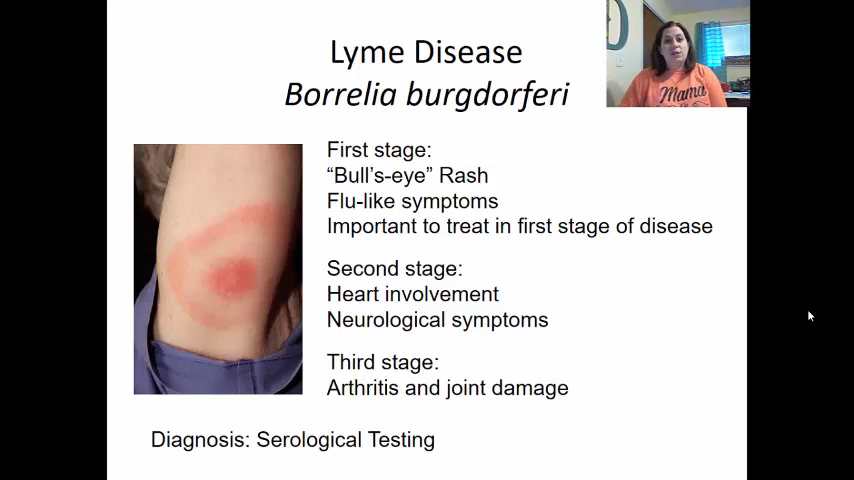 Lyme Disease
Borrelia burgdorferi
Mama
First stage:
“Bull’s-eye” Rash
Flu-like symptoms
Important to treat in first stage of disease
Second stage:
Heart involvement
Neurological symptoms
Third stage:
Arthritis and joint damage
Diagnosis: Serological Testing